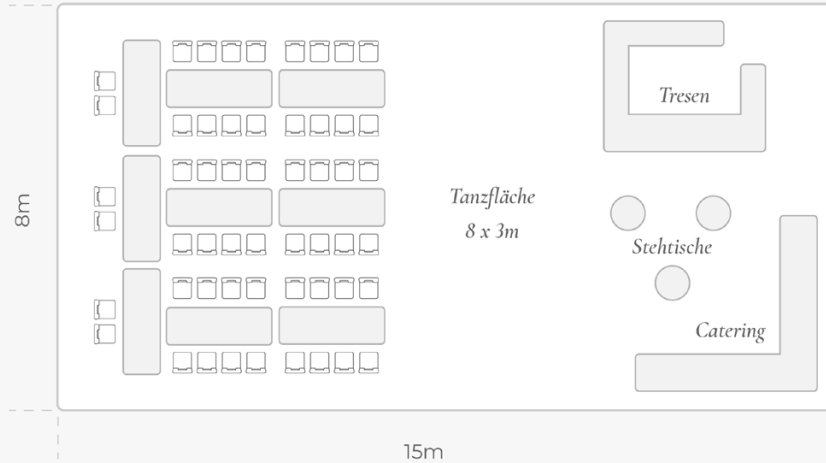 Tresen
8m
Tanzfläche
8 x 3m
Stehtische
Catering
15m